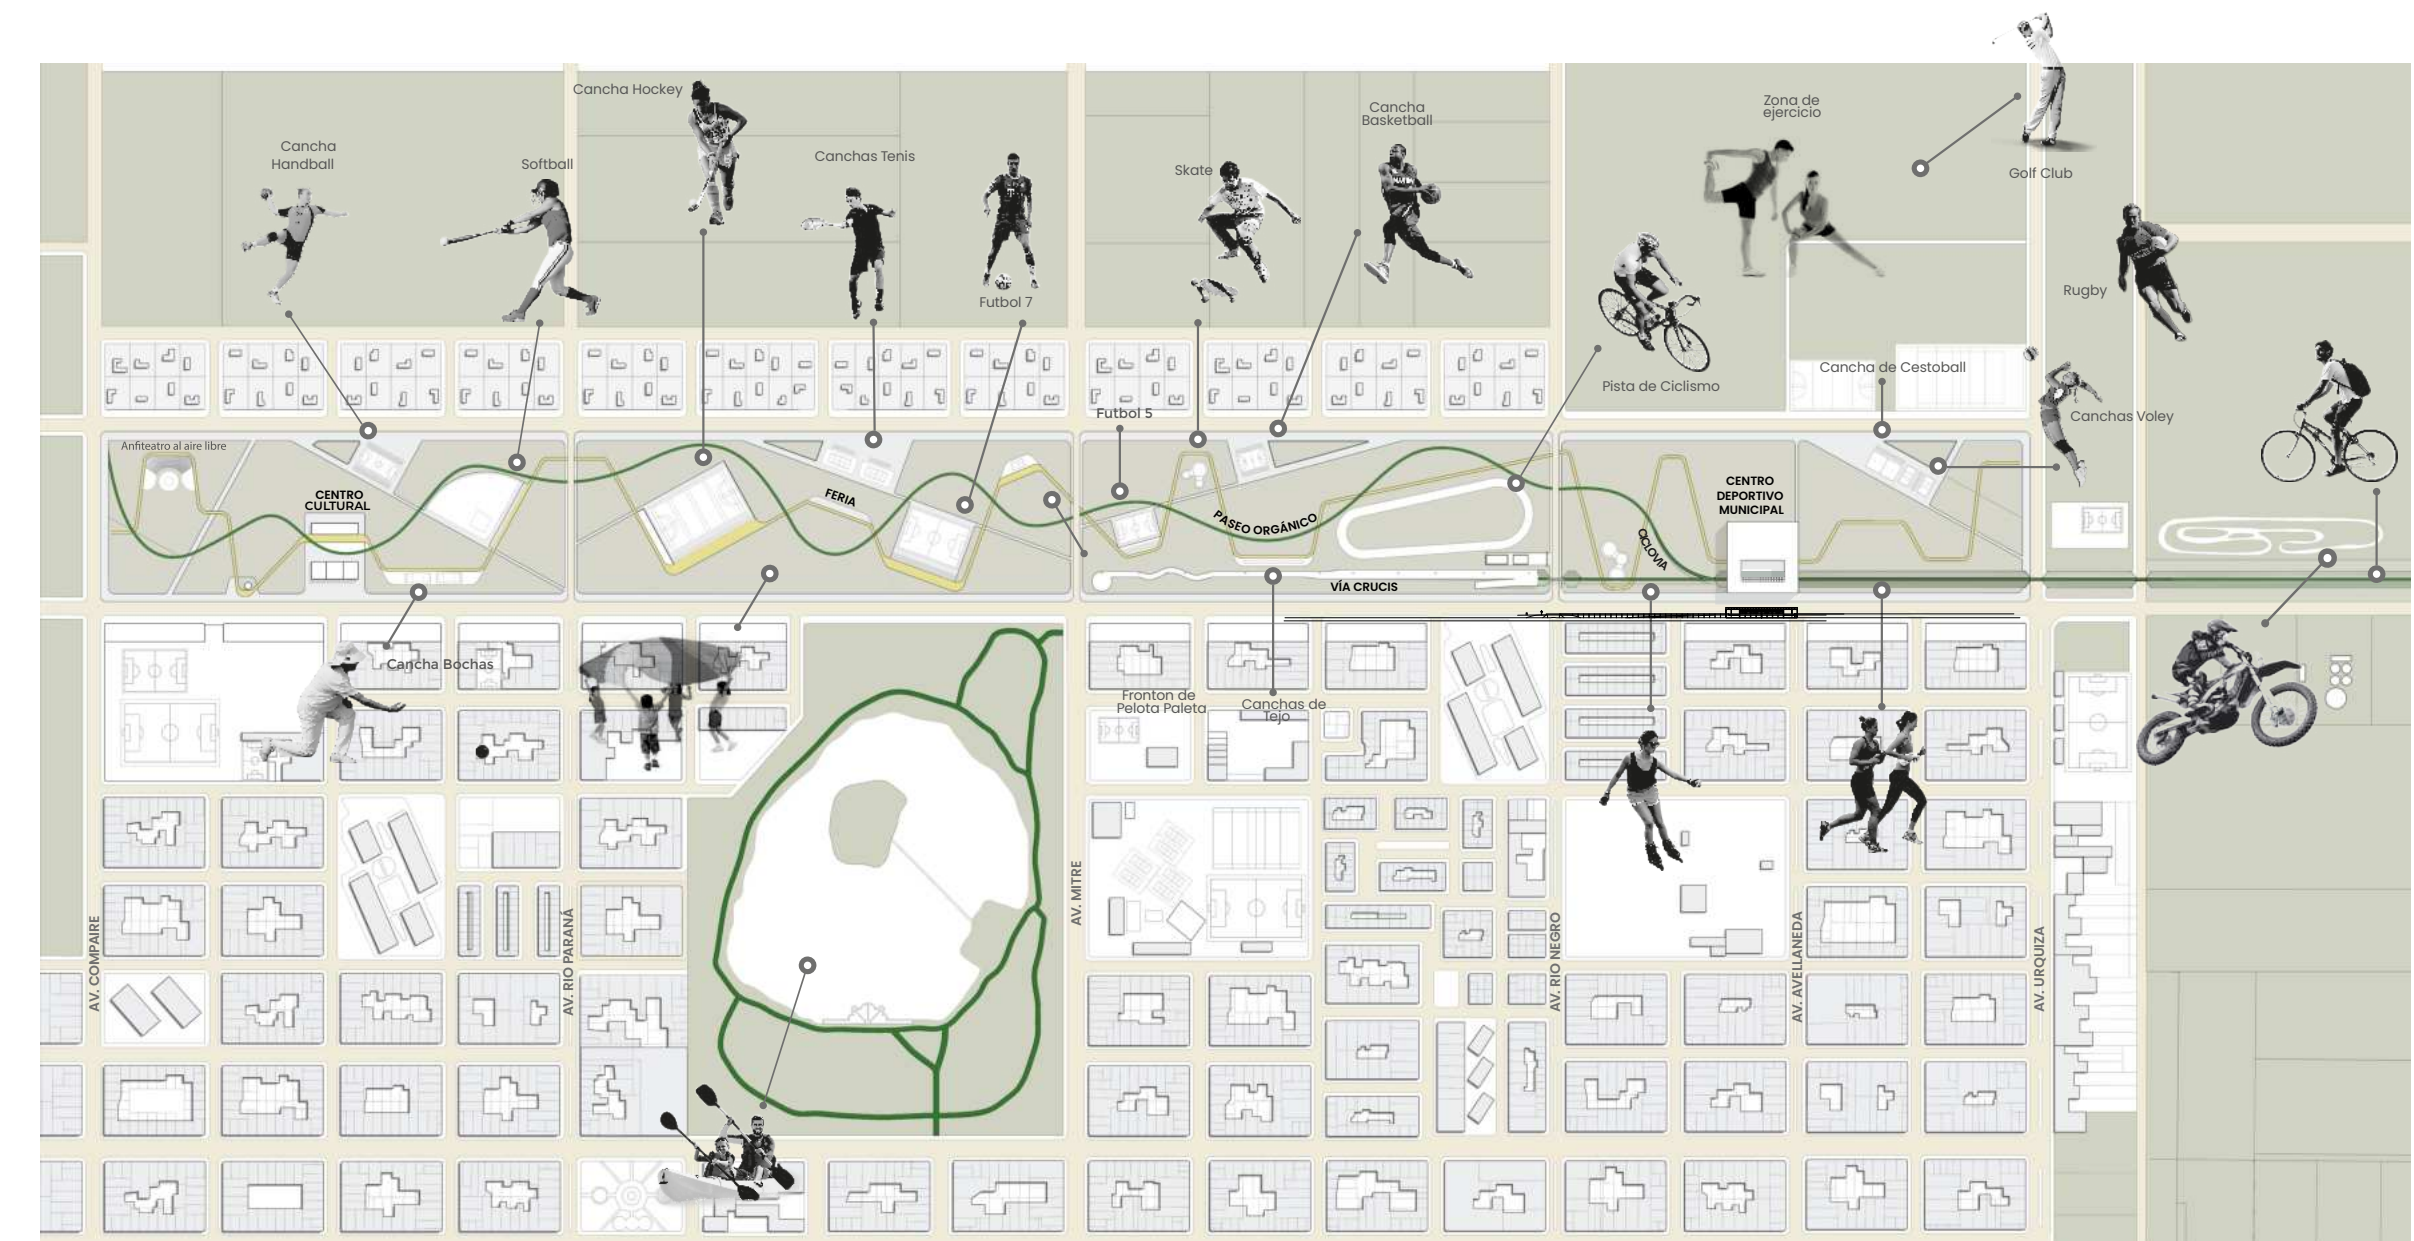 Cancha Hockey
Cancha
Basketball
Zona de
ejercicio
Cancha
Handball
Softball
Canchas Tenis
Skate
Golf Club
Futbol 7
Rugby
Cancha de Cestoball
Pista de Ciclismo
Futbol 5
Canchas Voley
Anfiteatro al aire libre
CENTRO
CULTURAL
FERIA
PASEO ORGÁNICO
CICLOVIA
CENTRO
DEPORTIVO
MUNICIPAL
VÍA CRUCIS
Cancha Bochas
Fronton de
Pelota Paleta
Canchas de
Tejo
AV. COMPAIRE
AV. RIO PARANÁ
AV. MITRE
AV. RIO NEGRO
AV. AVELLANEDA
AV. URQUIZA